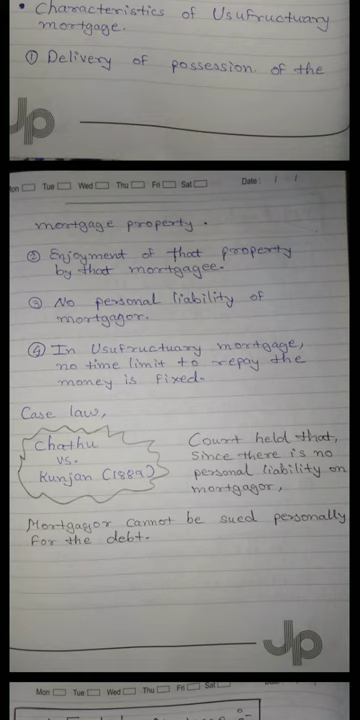 • Characteristics of Usufructuary
mortgage.
① Delivery of possession of the
Jp
Mon Tue Wed Thu Fri Sat Date: / /
mortgage property.
② Enjoyment of that property
by that mortgagee.
③ No personal liability of
mortgagor.
④ In Usufructuary mortgage,
no time limit to repay the
money is fixed.
Case law,
Chathu
vs.
Kunjan (1889)
Court held that,
since there is no
personal liability on
mortgagor,
Mortgagor cannot be sued personally
for the debt.
Jp
Mon Tue Wed Thu Fri Sat